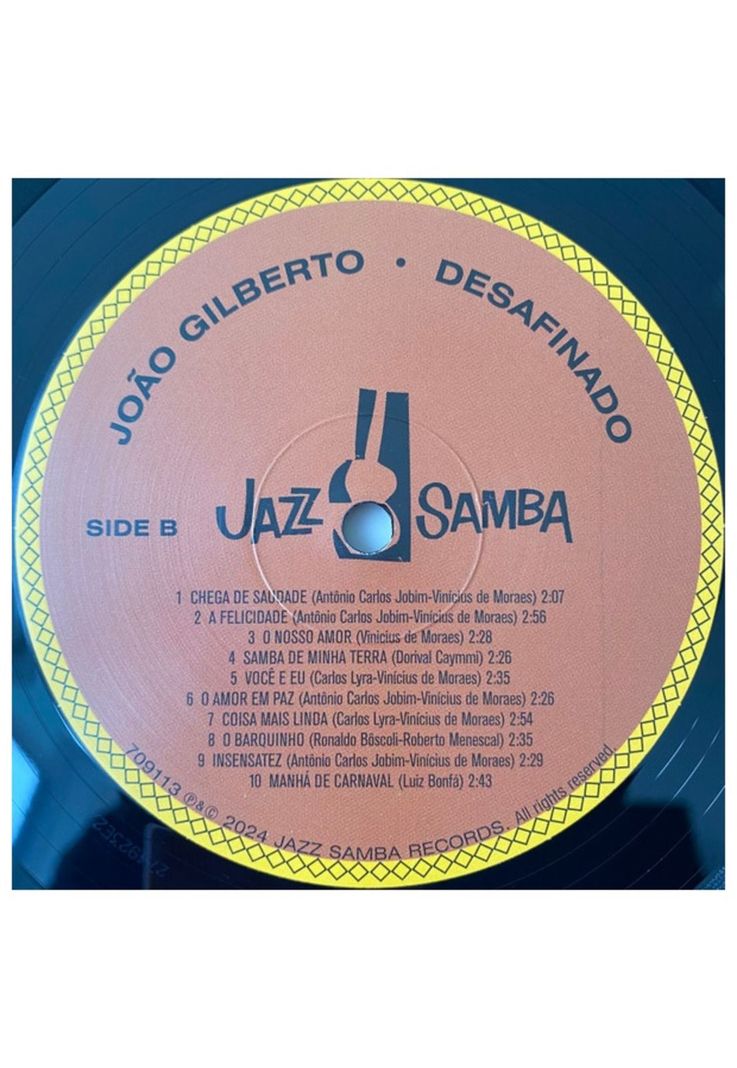 JOÃO GILBERTO • DESAFINADO
JAZZ SAMBA
SIDE B
1 CHEGA DE SAUDADE (Antônio Carlos Jobim-Vinícius de Moraes) 2:07
2 A FELICIDADE (Antônio Carlos Jobim-Vinícius de Moraes) 2:56
3 O NOSSO AMOR (Vinicius de Moraes) 2:28
4 SAMBA DE MINHA TERRA (Dorival Caymmi) 2:26
5 VOCÊ E EU (Carlos Lyra-Vinícius de Moraes) 2:35
6 O AMOR EM PAZ (Antônio Carlos Jobim-Vinícius de Moraes) 2:26
7 COISA MAIS LINDA (Carlos Lyra-Vinícius de Moraes) 2:54
8 O BARQUINHO (Ronaldo Bôscoli-Roberto Menescal) 2:35
9 INSENSATEZ (Antônio Carlos Jobim-Vinícius de Moraes) 2:29
10 MANHÁ DE CARNAVAL (Luiz Bonfá) 2:43
709113 ℗&© 2024 JAZZ SAMBA RECORDS. All rights reserved.